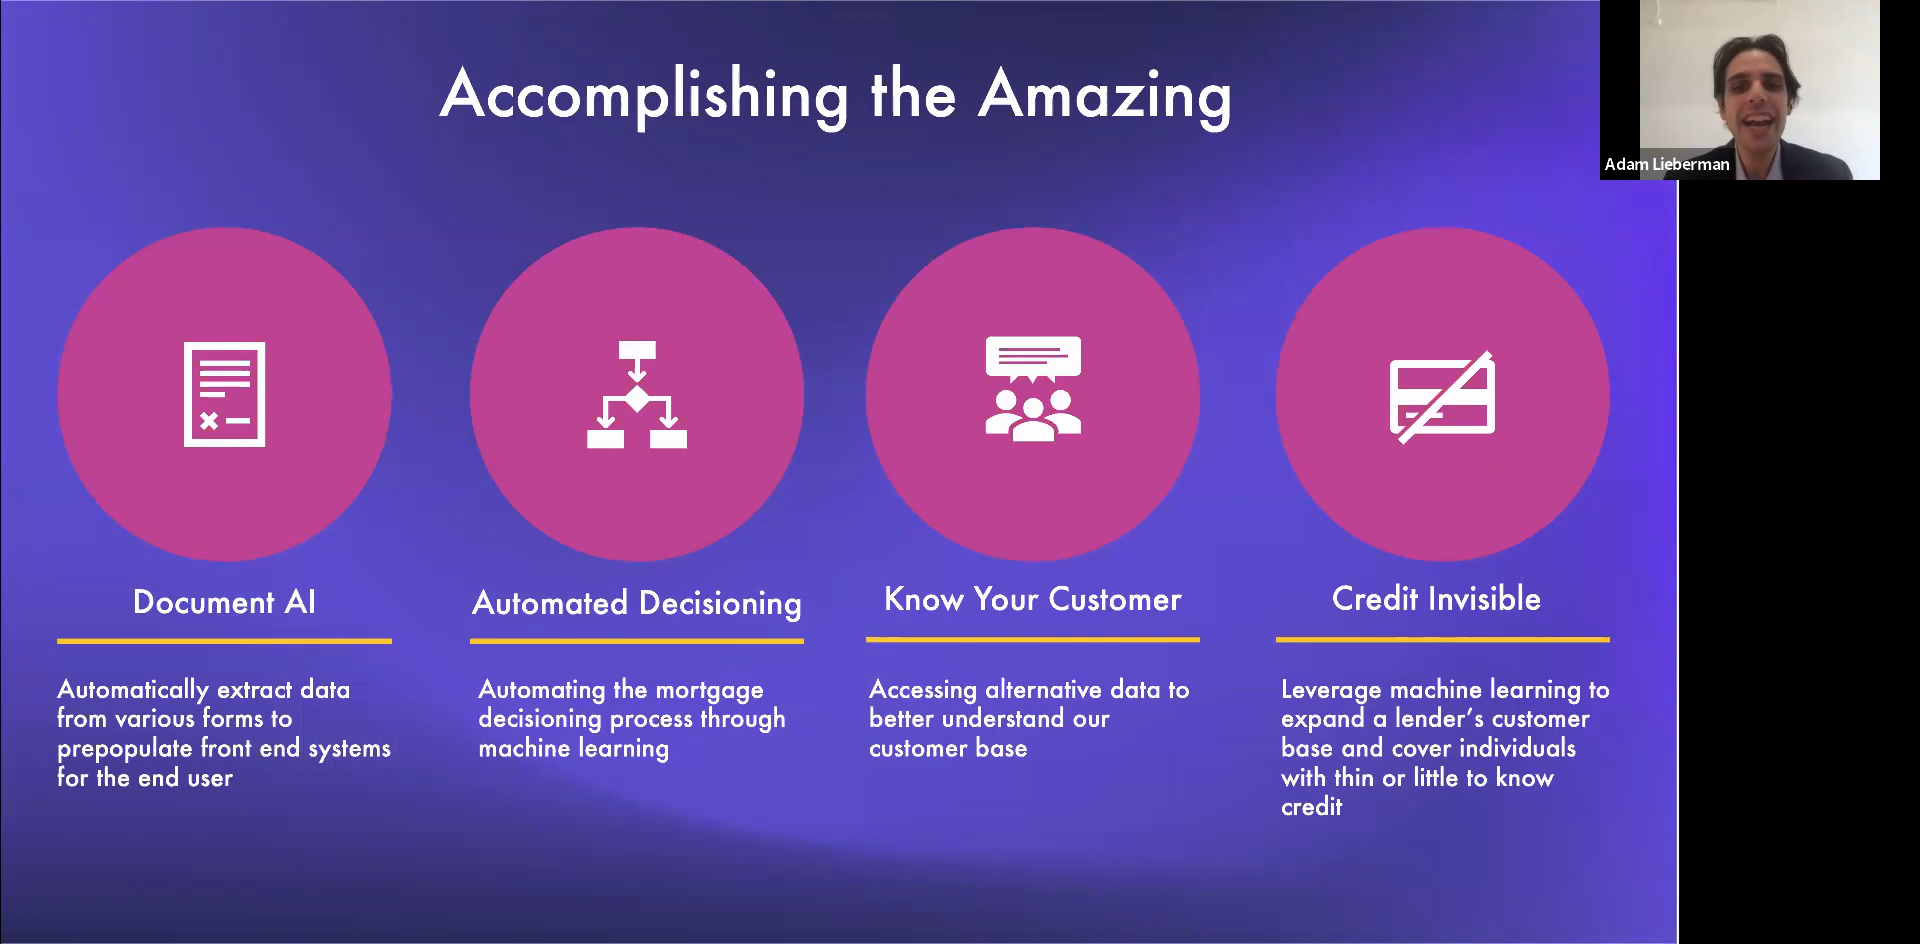 Accomplishing the Amazing
Adam Lieberman
Document AI
Automatically extract data
from various forms to
prepopulate front end systems
for the end user
Automated Decisioning
Automating the mortgage
decisioning process through
machine learning
Know Your Customer
Accessing alternative data to
better understand our
customer base
Credit Invisible
Leverage machine learning to
expand a lender’s customer
base and cover individuals
with thin or little to know
credit